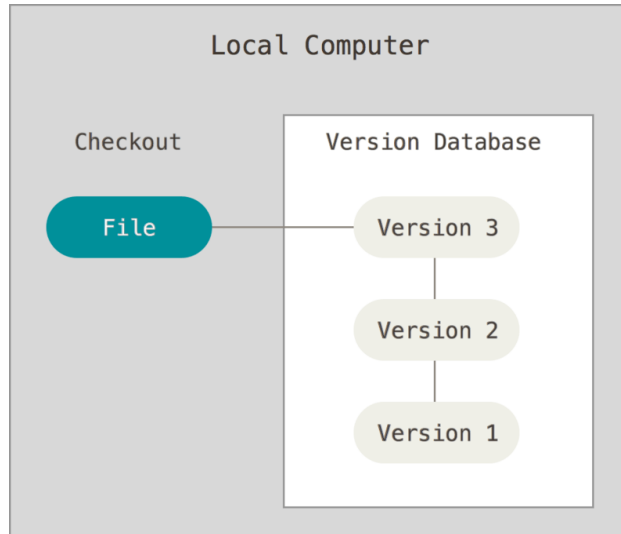 Local Computer
Checkout
Version Database
File
Version 3
Version 2
Version 1